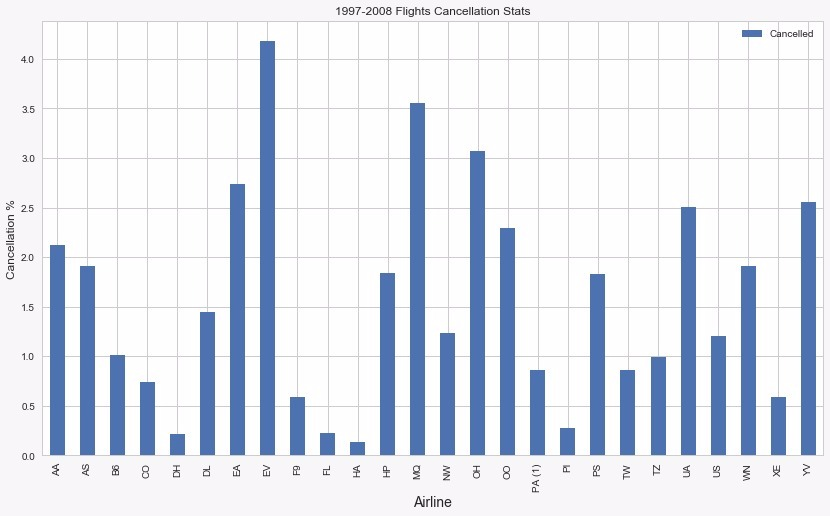 1997-2008 Flights Cancellation Stats
Cancelled
Cancellation %
4.0
3.5
3.0
2.5
2.0
1.5
1.0
0.5
0.0
AA AS B6 CO DH DL EA EV F9 FL HA HP MQ NW OH OO PA (1) PI PS TW TZ UA US WN XE YV
Airline